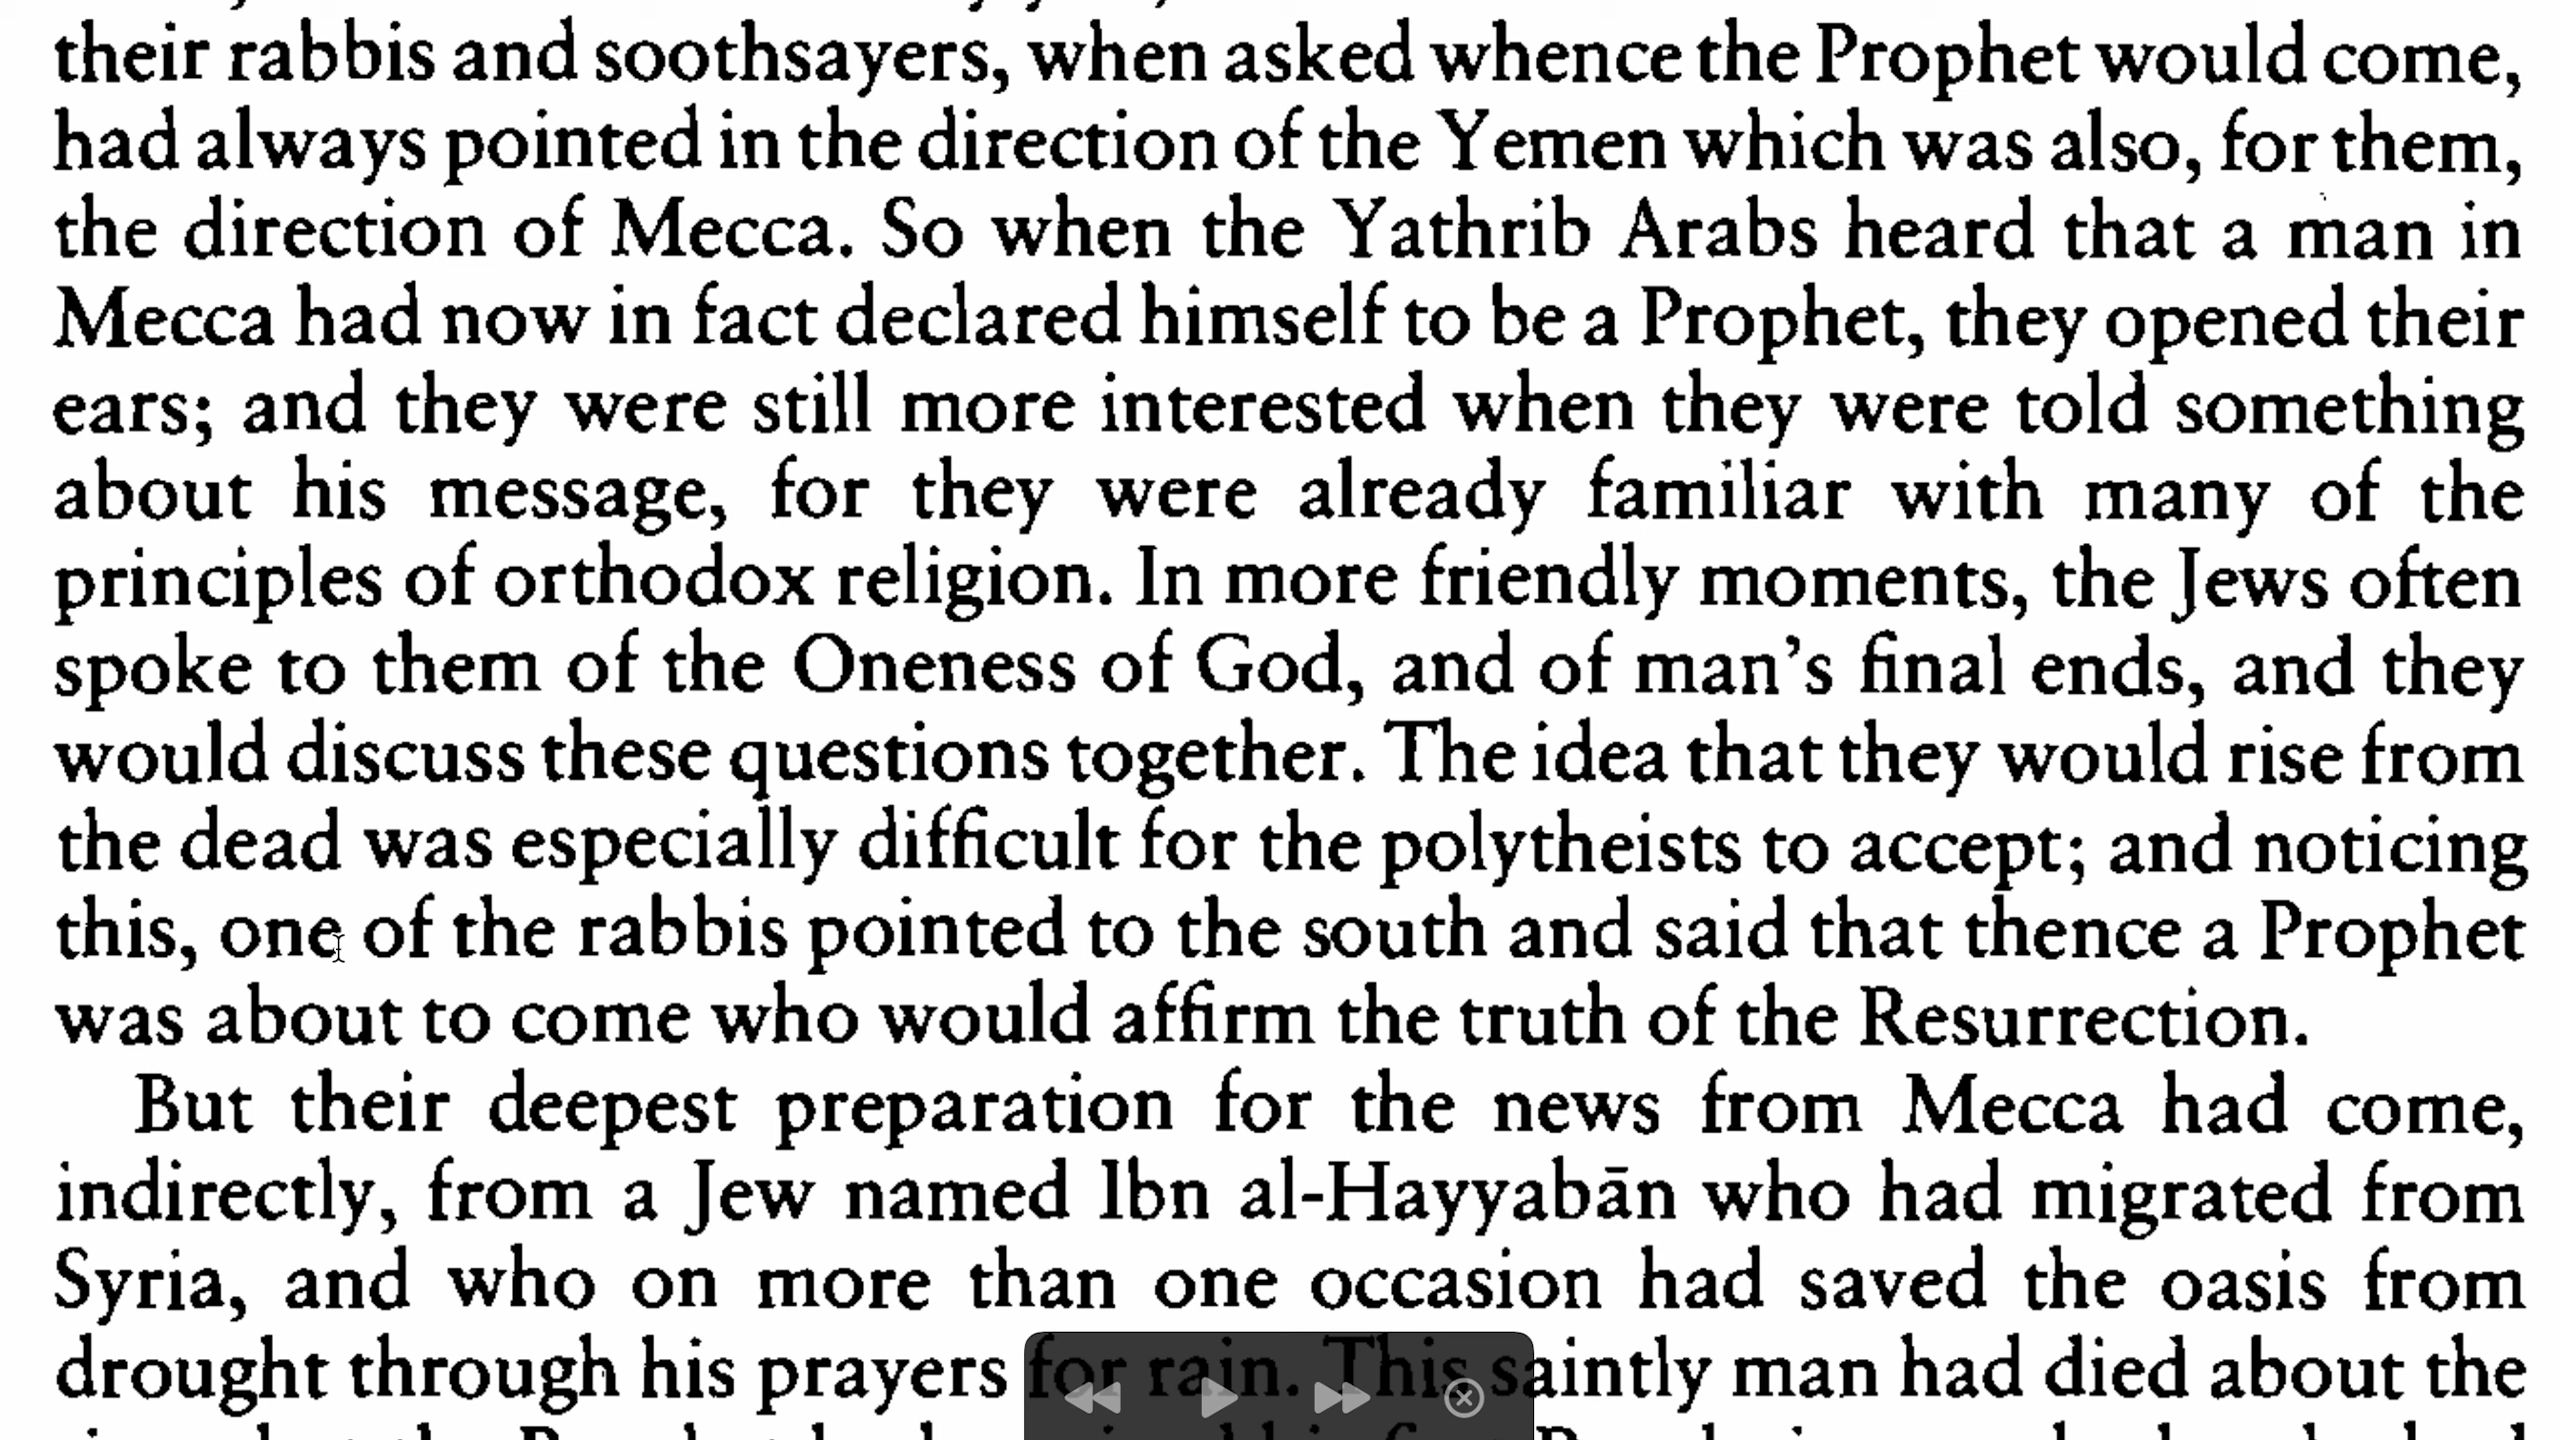 their rabbis and soothsayers, when asked whence the Prophet would come,
had always pointed in the direction of the Yemen which was also, for them,
the direction of Mecca. So when the Yathrib Arabs heard that a man in
Mecca had now in fact declared himself to be a Prophet, they opened their
ears; and they were still more interested when they were told something
about his message, for they were already familiar with many of the
principles of orthodox religion. In more friendly moments, the Jews often
spoke to them of the Oneness of God, and of man's final ends, and they
would discuss these questions together. The idea that they would rise from
the dead was especially difficult for the polytheists to accept; and noticing
this, one of the rabbis pointed to the south and said that thence a Prophet
was about to come who would affirm the truth of the Resurrection.
But their deepest preparation for the news from Mecca had come,
indirectly, from a Jew named Ibn al-Hayyabān who had migrated from
Syria, and who on more than one occasion had saved the oasis from
drought through his prayers for rain. This saintly man had died about the